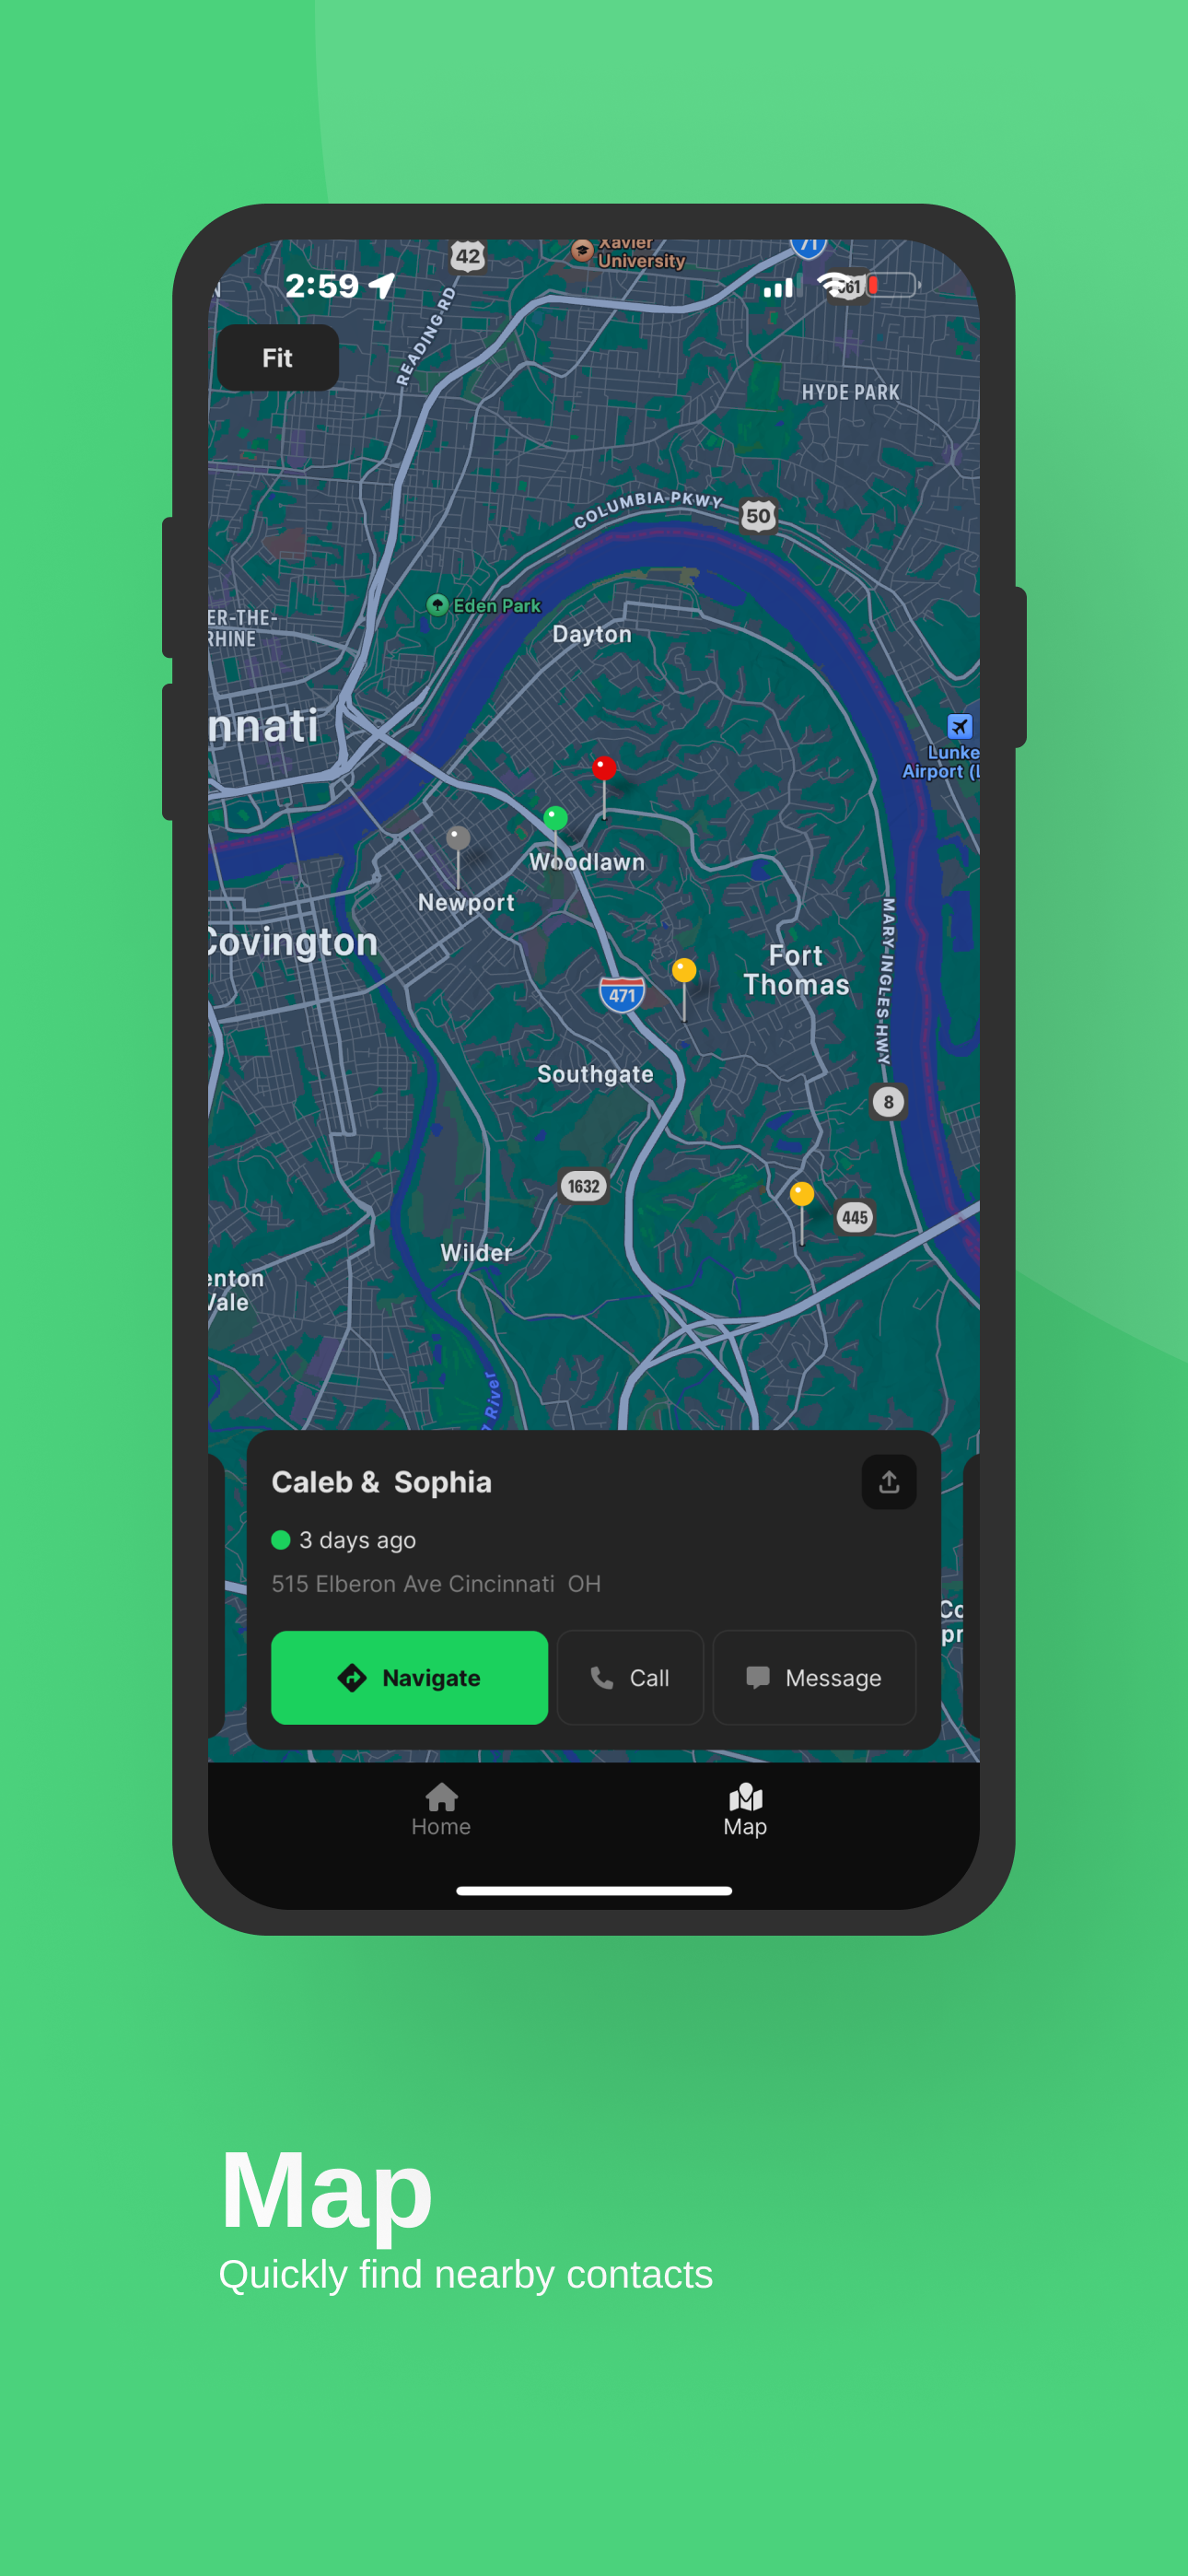 42
Xavier
University
71
2:59
561
Fit
READING RD
HYDE PARK
COLUMBIA PKWY
50
Eden Park
ER-THE-
RHINE
Dayton
nnati
Lunke
Airport (L
Woodlawn
Newport
Covington
Fort
Thomas
471
MARY INGLES HWY
Southgate
8
1632
445
Wilder
enton
Vale
River
Caleb &  Sophia
3 days ago
515 Elberon Ave Cincinnati  OH
Co
pr
Navigate
Call
Message
Home
Map
Map
Quickly find nearby contacts